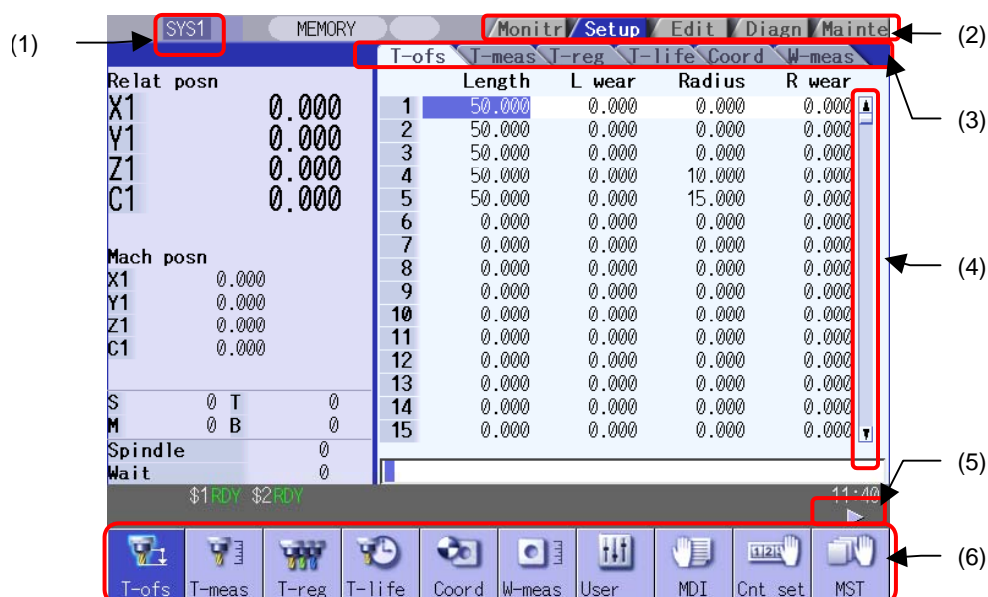 SYS1 MEMORY Monitr Setup Edit Diagn Mainte
(1)
(2)
T-ofs T-meas T-reg T-life Coord W-meas
(3)
Relat posn
X1 0.000
Y1 0.000
Z1 0.000
C1 0.000
Mach posn
X1 0.000
Y1 0.000
Z1 0.000
C1 0.000
S 0 T 0
M 0 B 0
Spindle 0
Wait 0
Length L wear Radius R wear
1 50.000 0.000 0.000 0.000
2 50.000 0.000 0.000 0.000
3 50.000 0.000 0.000 0.000
4 50.000 0.000 10.000 0.000
5 50.000 0.000 15.000 0.000
6 0.000 0.000 0.000 0.000
7 0.000 0.000 0.000 0.000
8 0.000 0.000 0.000 0.000
9 0.000 0.000 0.000 0.000
10 0.000 0.000 0.000 0.000
11 0.000 0.000 0.000 0.000
12 0.000 0.000 0.000 0.000
13 0.000 0.000 0.000 0.000
14 0.000 0.000 0.000 0.000
15 0.000 0.000 0.000 0.000
(4)
(5)
$1 RDY $2 RDY 11:40
T-ofs T-meas T-reg T-life Coord W-meas User MDI Cnt set MST
(6)